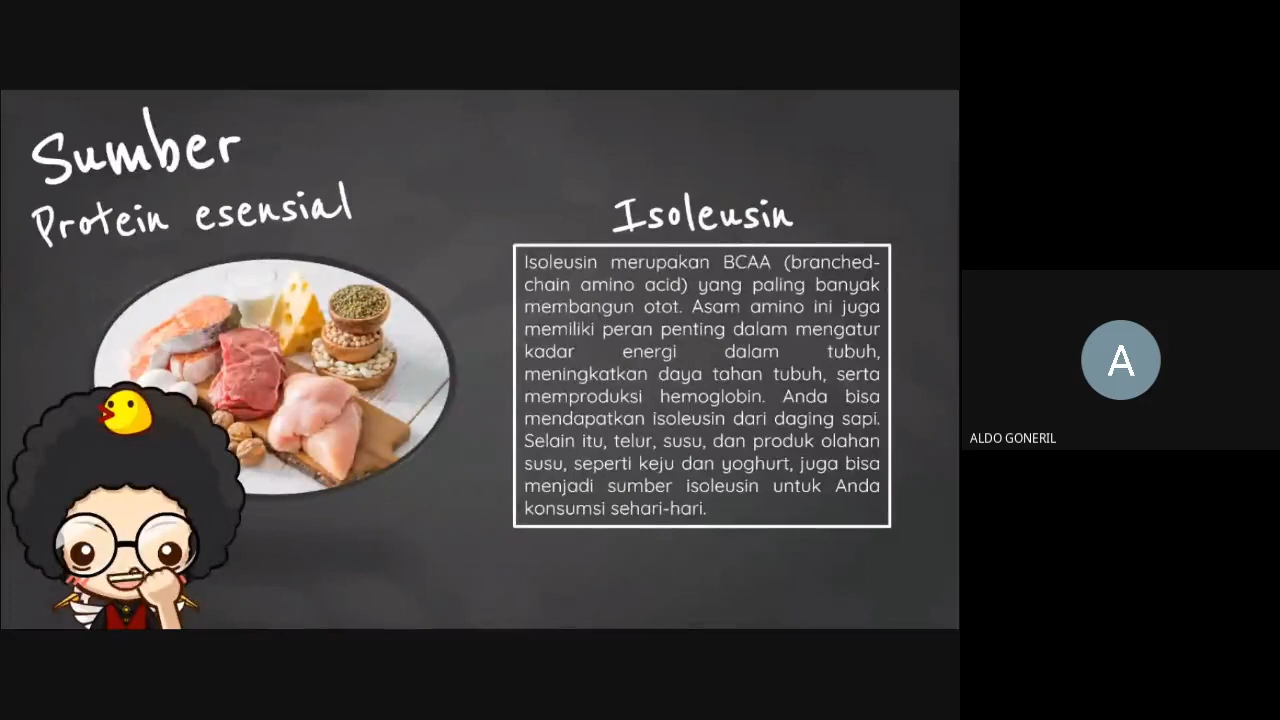 Sumber
Protein esensial
Isoleusin
Isoleusin merupakan BCAA (branched-
chain amino acid) yang paling banyak
membangun otot. Asam amino ini juga
memiliki peran penting dalam mengatur
kadar energi dalam tubuh,
meningkatkan daya tahan tubuh, serta
memproduksi hemoglobin. Anda bisa
mendapatkan isoleusin dari daging sapi.
Selain itu, telur, susu, dan produk olahan
susu, seperti keju dan yoghurt, juga bisa
menjadi sumber isoleusin untuk Anda
konsumsi sehari-hari.
A
ALDO GONERIL